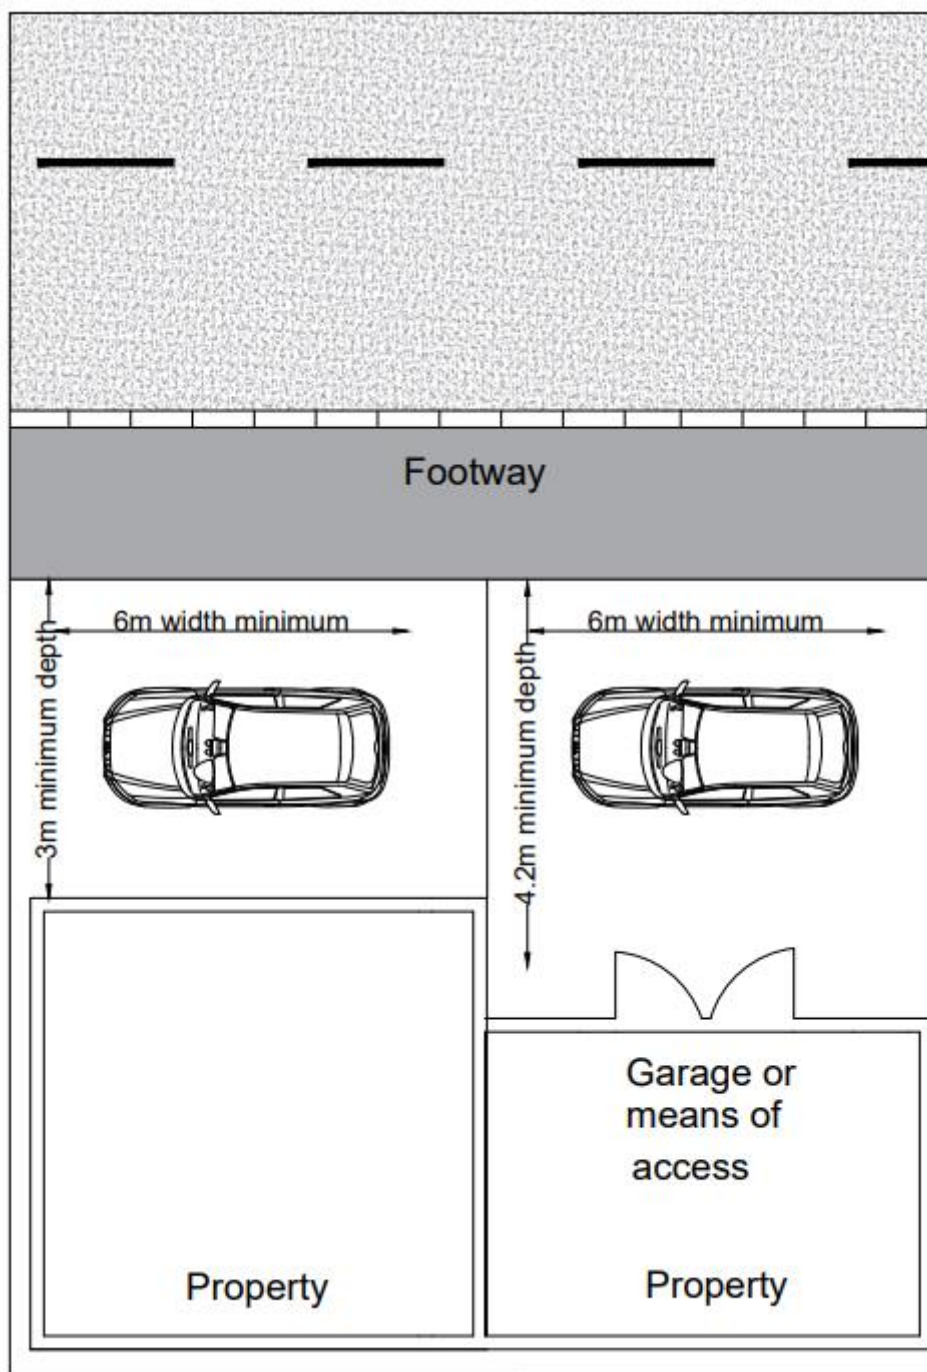 Footway
6m width minimum
3m minimum depth
6m width minimum
4.2m minimum depth
Garage or
means of
access
Property
Property